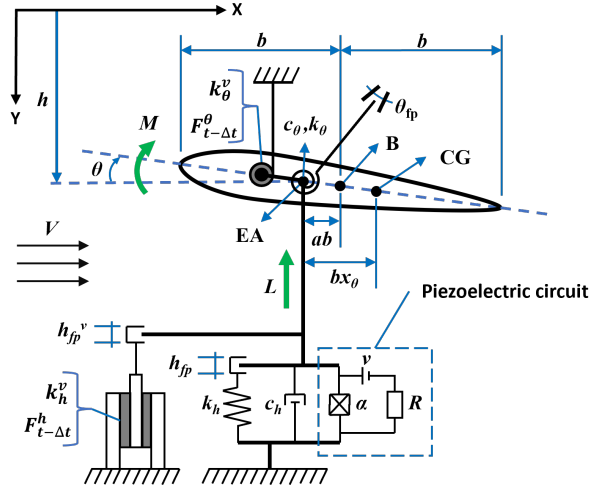 X
Y
b
b
h
k_θ^v
F_{t−Δt}^θ
c_θ,k_θ
θ_fp
M
B
CG
θ
EA
ab
V
L
bx_θ
Piezoelectric circuit
h_fp^v
h_fp
v
k_h^v
F_{t−Δt}^h
k_h
c_h
α
R